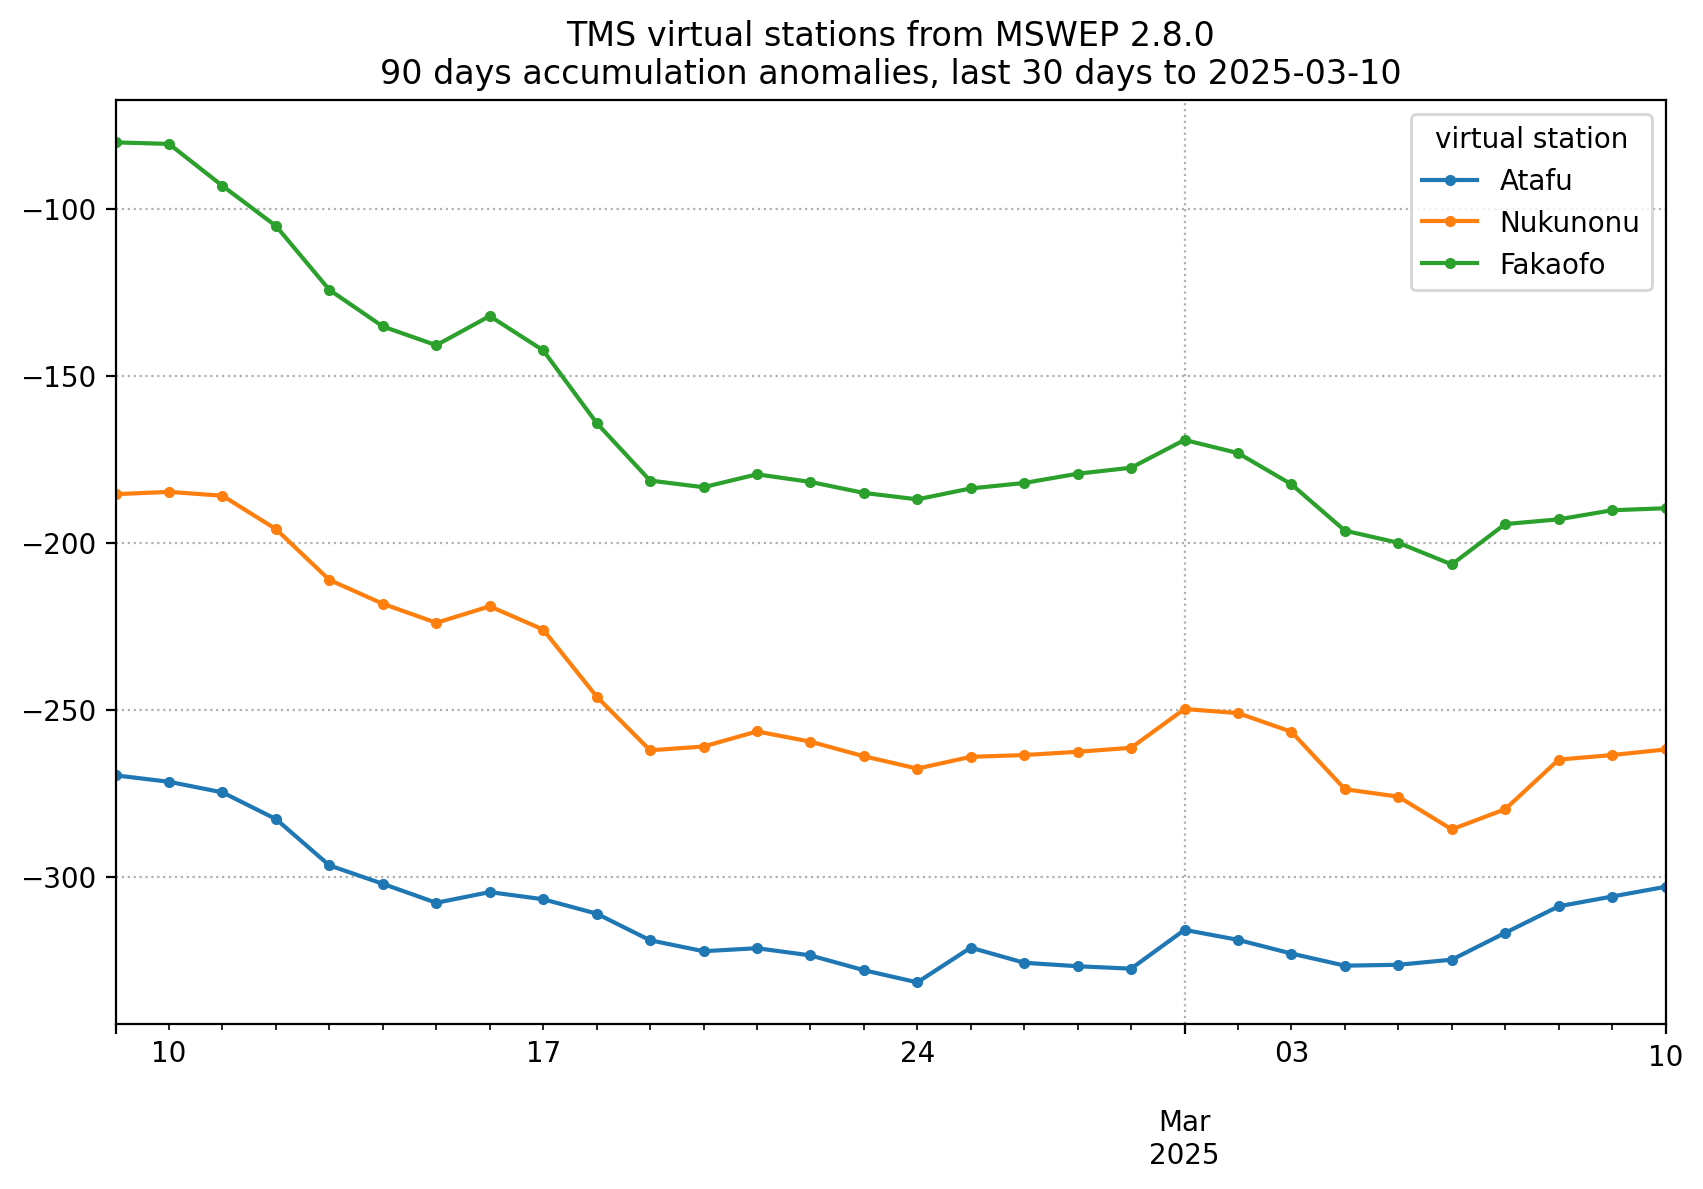 TMS virtual stations from MSWEP 2.8.0
90 days accumulation anomalies, last 30 days to 2025-03-10
virtual station
Atafu
Nukunonu
Fakaofo
−100
−150
−200
−250
−300
10
17
24
03
10
Mar
2025